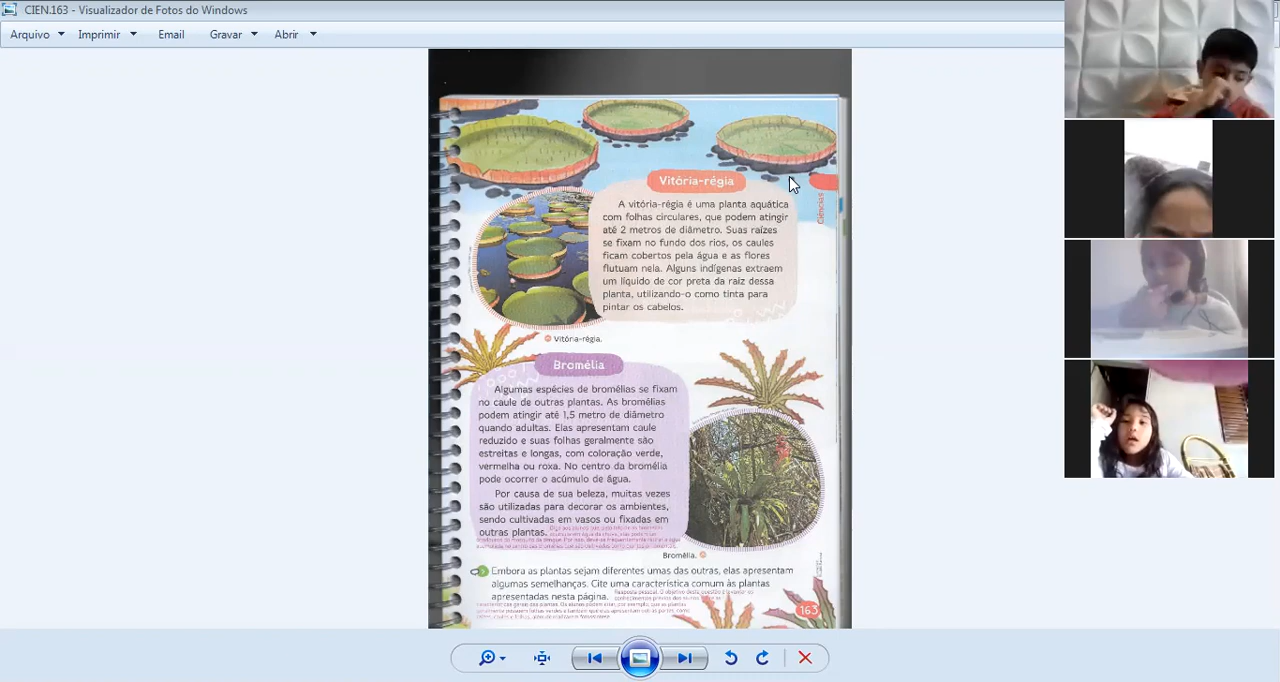 CIEN.163 - Visualizador de Fotos do Windows
Arquivo Imprimir Email Gravar Abrir
Vitória-régia
A vitória-régia é uma planta aquática
com folhas circulares, que podem atingir
até 2 metros de diâmetro. Suas raízes
se fixam no fundo dos rios, os caules
ficam cobertos pela água e as flores
flutuam nela. Alguns indígenas extraem
um líquido de cor preta da raiz dessa
planta, utilizando-o como tinta para
pintar os cabelos.
Ciências
Vitória-régia.
Bromélia
Algumas espécies de bromélias se fixam
no caule de outras plantas. As bromélias
podem atingir até 1,5 metro de diâmetro
quando adultas. Elas apresentam caule
reduzido e suas folhas geralmente são
estreitas e longas, com coloração verde,
vermelha ou roxa. No centro da bromélia
pode ocorrer o acúmulo de água.
Por causa de sua beleza, muitas vezes
são utilizadas para decorar os ambientes,
sendo cultivadas em vasos ou fixadas em
outras plantas.
Bromélia.
Embora as plantas sejam diferentes umas das outras, elas apresentam
algumas semelhanças. Cite uma característica comum às plantas
apresentadas nesta página.
163